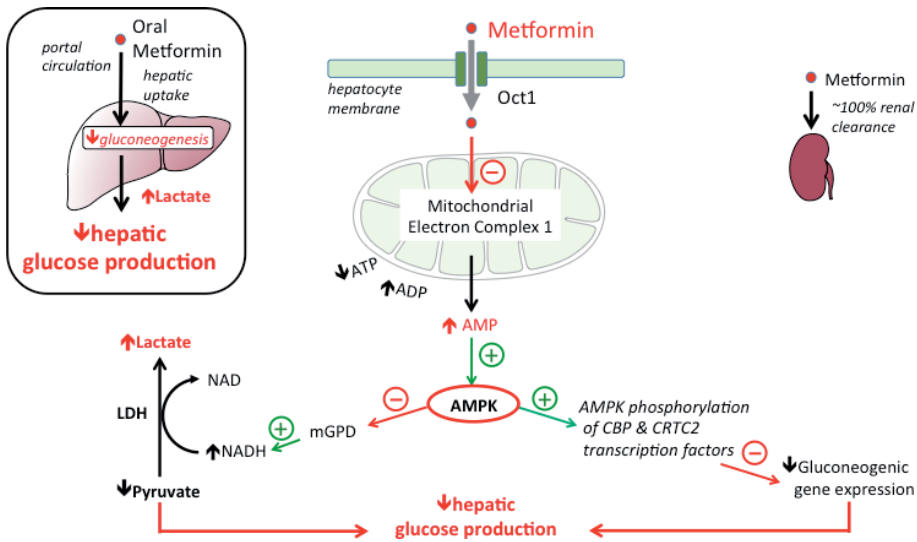 Oral
Metformin
portal
circulation
hepatic
uptake
gluconeogenesis
Lactate
hepatic
glucose production
Metformin
hepatocyte
membrane
Oct1
Mitochondrial
Electron Complex 1
ATP
ADP
AMP
AMPK
Metformin
~100% renal
clearance
Lactate
NAD
LDH
NADH
mGPD
Pyruvate
AMPK phosphorylation
of CBP & CRTC2
transcription factors
Gluconeogenic
gene expression
hepatic
glucose production